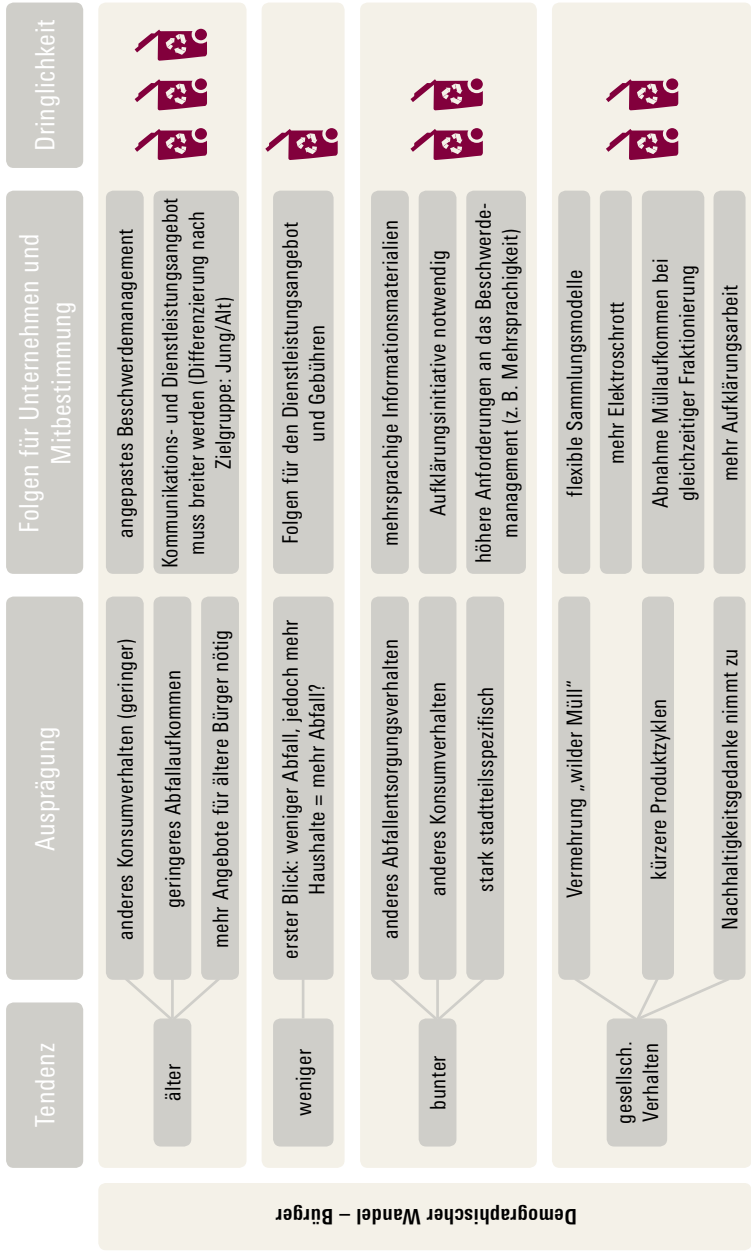 Demographischer Wandel – Bürger
Tendenz
Ausprägung
Folgen für Unternehmen und
Mitbestimmung
Dringlichkeit
älter
anderes Konsumverhalten (geringer)
geringeres Abfallaufkommen
mehr Angebote für ältere Bürger nötig
angepastes Beschwerdemanagement
Kommunikations- und Dienstleistungsangebot
muss breiter werden (Differenzierung nach
Zielgruppe: Jung/Alt)
weniger
erster Blick: weniger Abfall, jedoch mehr
Haushalte = mehr Abfall?
Folgen für den Dienstleistungsangebot
und Gebühren
bunter
anderes Abfallentsorgungsverhalten
anderes Konsumverhalten
stark stadtteilsspezifisch
mehrsprachige Informationsmaterialien
Aufklärungsinitiative notwendig
höhere Anforderungen an das Beschwerde-
management (z. B. Mehrsprachigkeit)
gesellsch.
Verhalten
Vermehrung „wilder Müll“
kürzere Produktzyklen
Nachhaltigkeitsgedanke nimmt zu
flexible Sammlungsmodelle
mehr Elektroschrott
Abnahme Müllaufkommen bei
gleichzeitiger Fraktionierung
mehr Aufklärungsarbeit